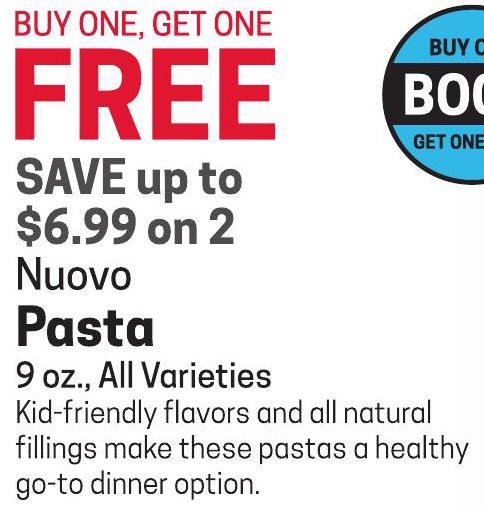 BUY ONE, GET ONE
FREE
SAVE up to
$6.99 on 2
Nuovo
Pasta
9 oz., All Varieties
Kid-friendly flavors and all natural
fillings make these pastas a healthy
go-to dinner option.
BUY
GET ONE